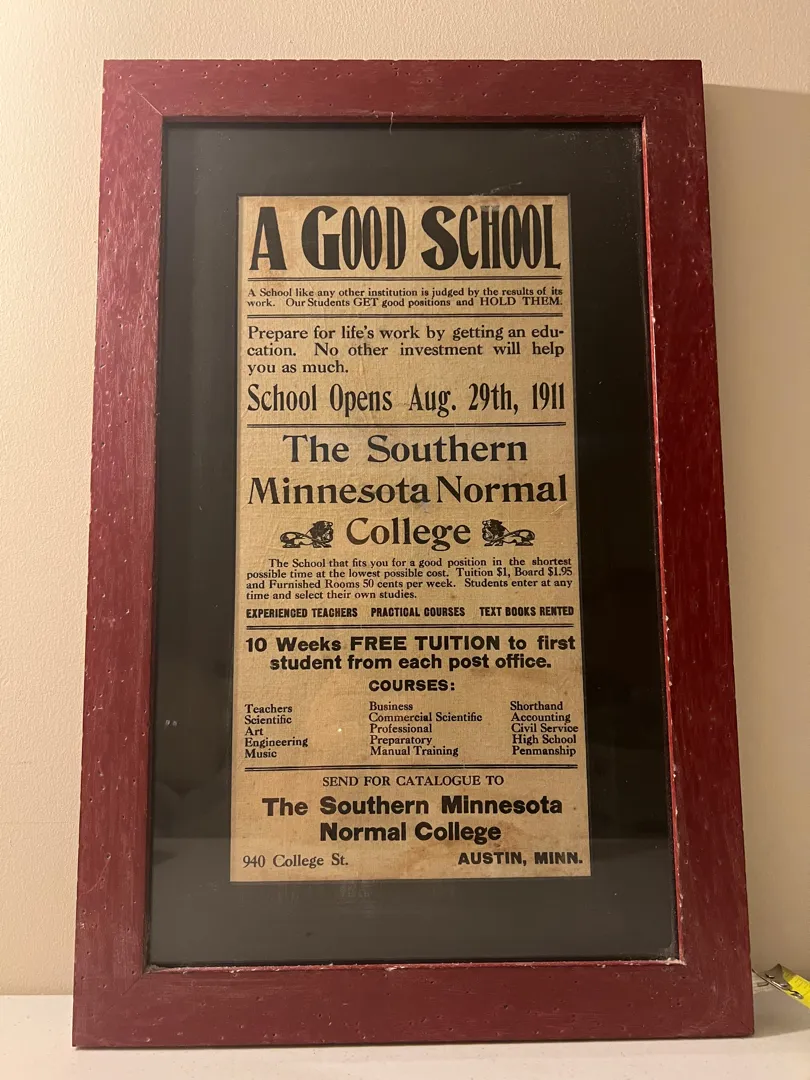 A GOOD SCHOOL
A School like any other institution is judged by the results of its
work. Our Students GET good positions and HOLD THEM.
Prepare for life's work by getting an edu-
cation. No other investment will help
you as much.
School Opens Aug. 29th, 1911
The Southern
Minnesota Normal
College
The School that fits you for a good position in the shortest
possible time at the lowest possible cost. Tuition $1, Board $1.95
and Furnished Rooms 50 cents per week. Students enter at any
time and select their own studies.
EXPERIENCED TEACHERS PRACTICAL COURSES TEXT BOOKS RENTED
10 Weeks FREE TUITION to first
student from each post office.
COURSES:
Teachers
Scientific
Art
Engineering
Music
Business
Commercial Scientific
Professional
Preparatory
Manual Training
Shorthand
Accounting
Civil Service
High School
Penmanship
SEND FOR CATALOGUE TO
The Southern Minnesota
Normal College
940 College St. AUSTIN, MINN.